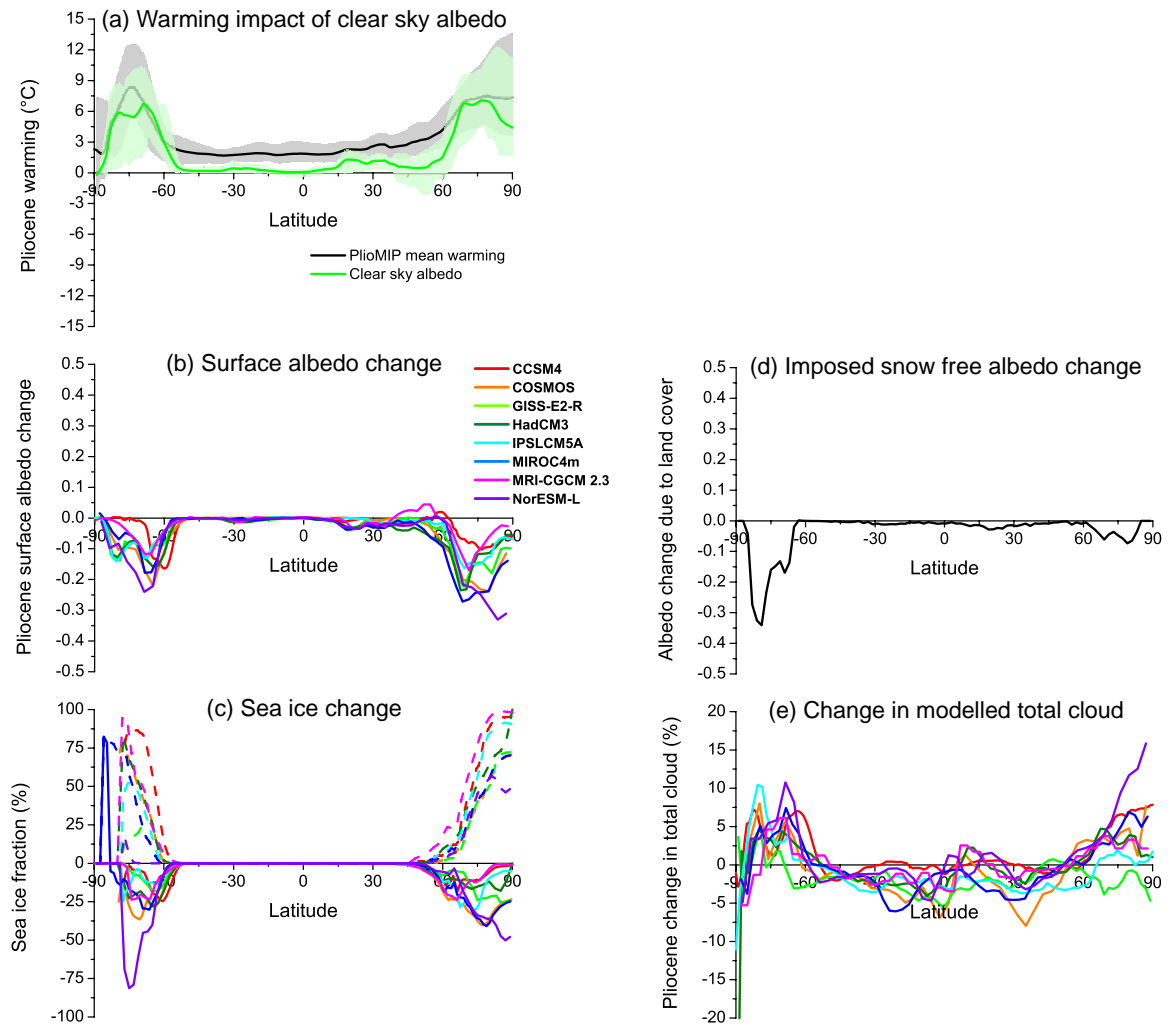 (a) Warming impact of clear sky albedo
Pliocene warming (°C)
15
12
9
6
3
0
-3
-6
-9
-12
-15
-90 -60 -30 0 30 60 90
Latitude
PlioMIP mean warming
Clear sky albedo
(b) Surface albedo change
Pliocene surface albedo change
0.5
0.4
0.3
0.2
0.1
0.0
-0.1
-0.2
-0.3
-0.4
-0.5
-90 -60 -30 0 30 60 90
Latitude
CCSM4
COSMOS
GISS-E2-R
HadCM3
IPSLCM5A
MIROC4m
MRI-CGCM 2.3
NorESM-L
(d) Imposed snow free albedo change
Albedo change due to land cover
0.5
0.4
0.3
0.2
0.1
0.0
-0.1
-0.2
-0.3
-0.4
-0.5
-90 -60 -30 0 30 60 90
Latitude
(c) Sea ice change
Sea ice fraction (%)
100
75
50
25
0
-25
-50
-75
-100
-90 -60 -30 0 30 60 90
Latitude
(e) Change in modelled total cloud
Pliocene change in total cloud (%)
20
15
10
5
0
-5
-10
-15
-20
-90 -60 -30 0 30 60 90
Latitude